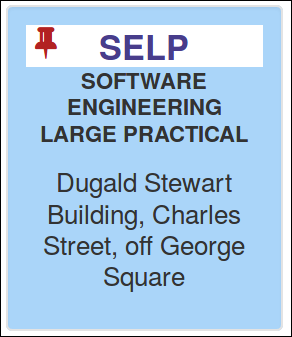 SELP
SOFTWARE
ENGINEERING
LARGE PRACTICAL
Dugald Stewart
Building, Charles
Street, off George
Square